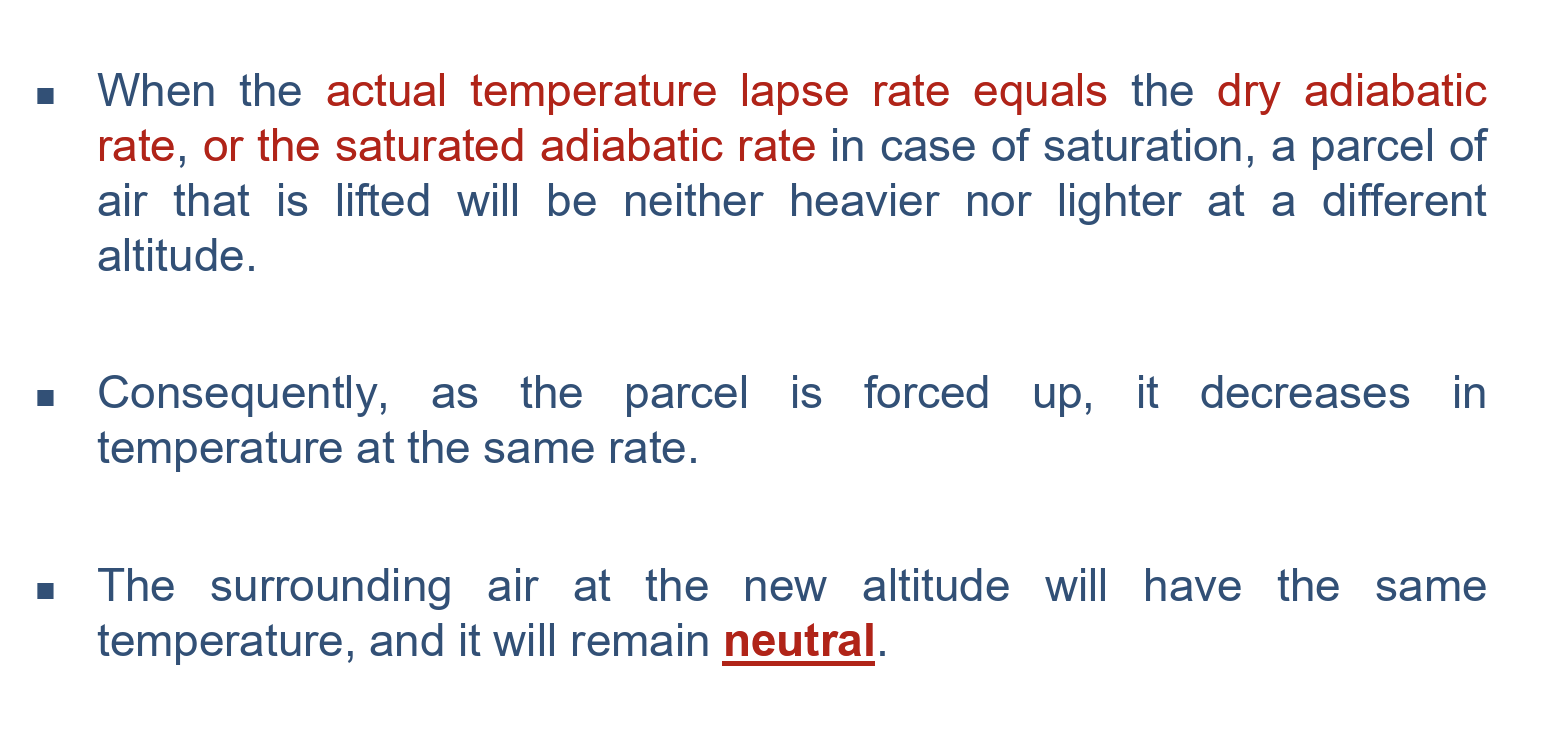 ▪ When the actual temperature lapse rate equals the dry adiabatic
rate, or the saturated adiabatic rate in case of saturation, a parcel of
air that is lifted will be neither heavier nor lighter at a different
altitude.
▪ Consequently, as the parcel is forced up, it decreases in
temperature at the same rate.
▪ The surrounding air at the new altitude will have the same
temperature, and it will remain neutral.